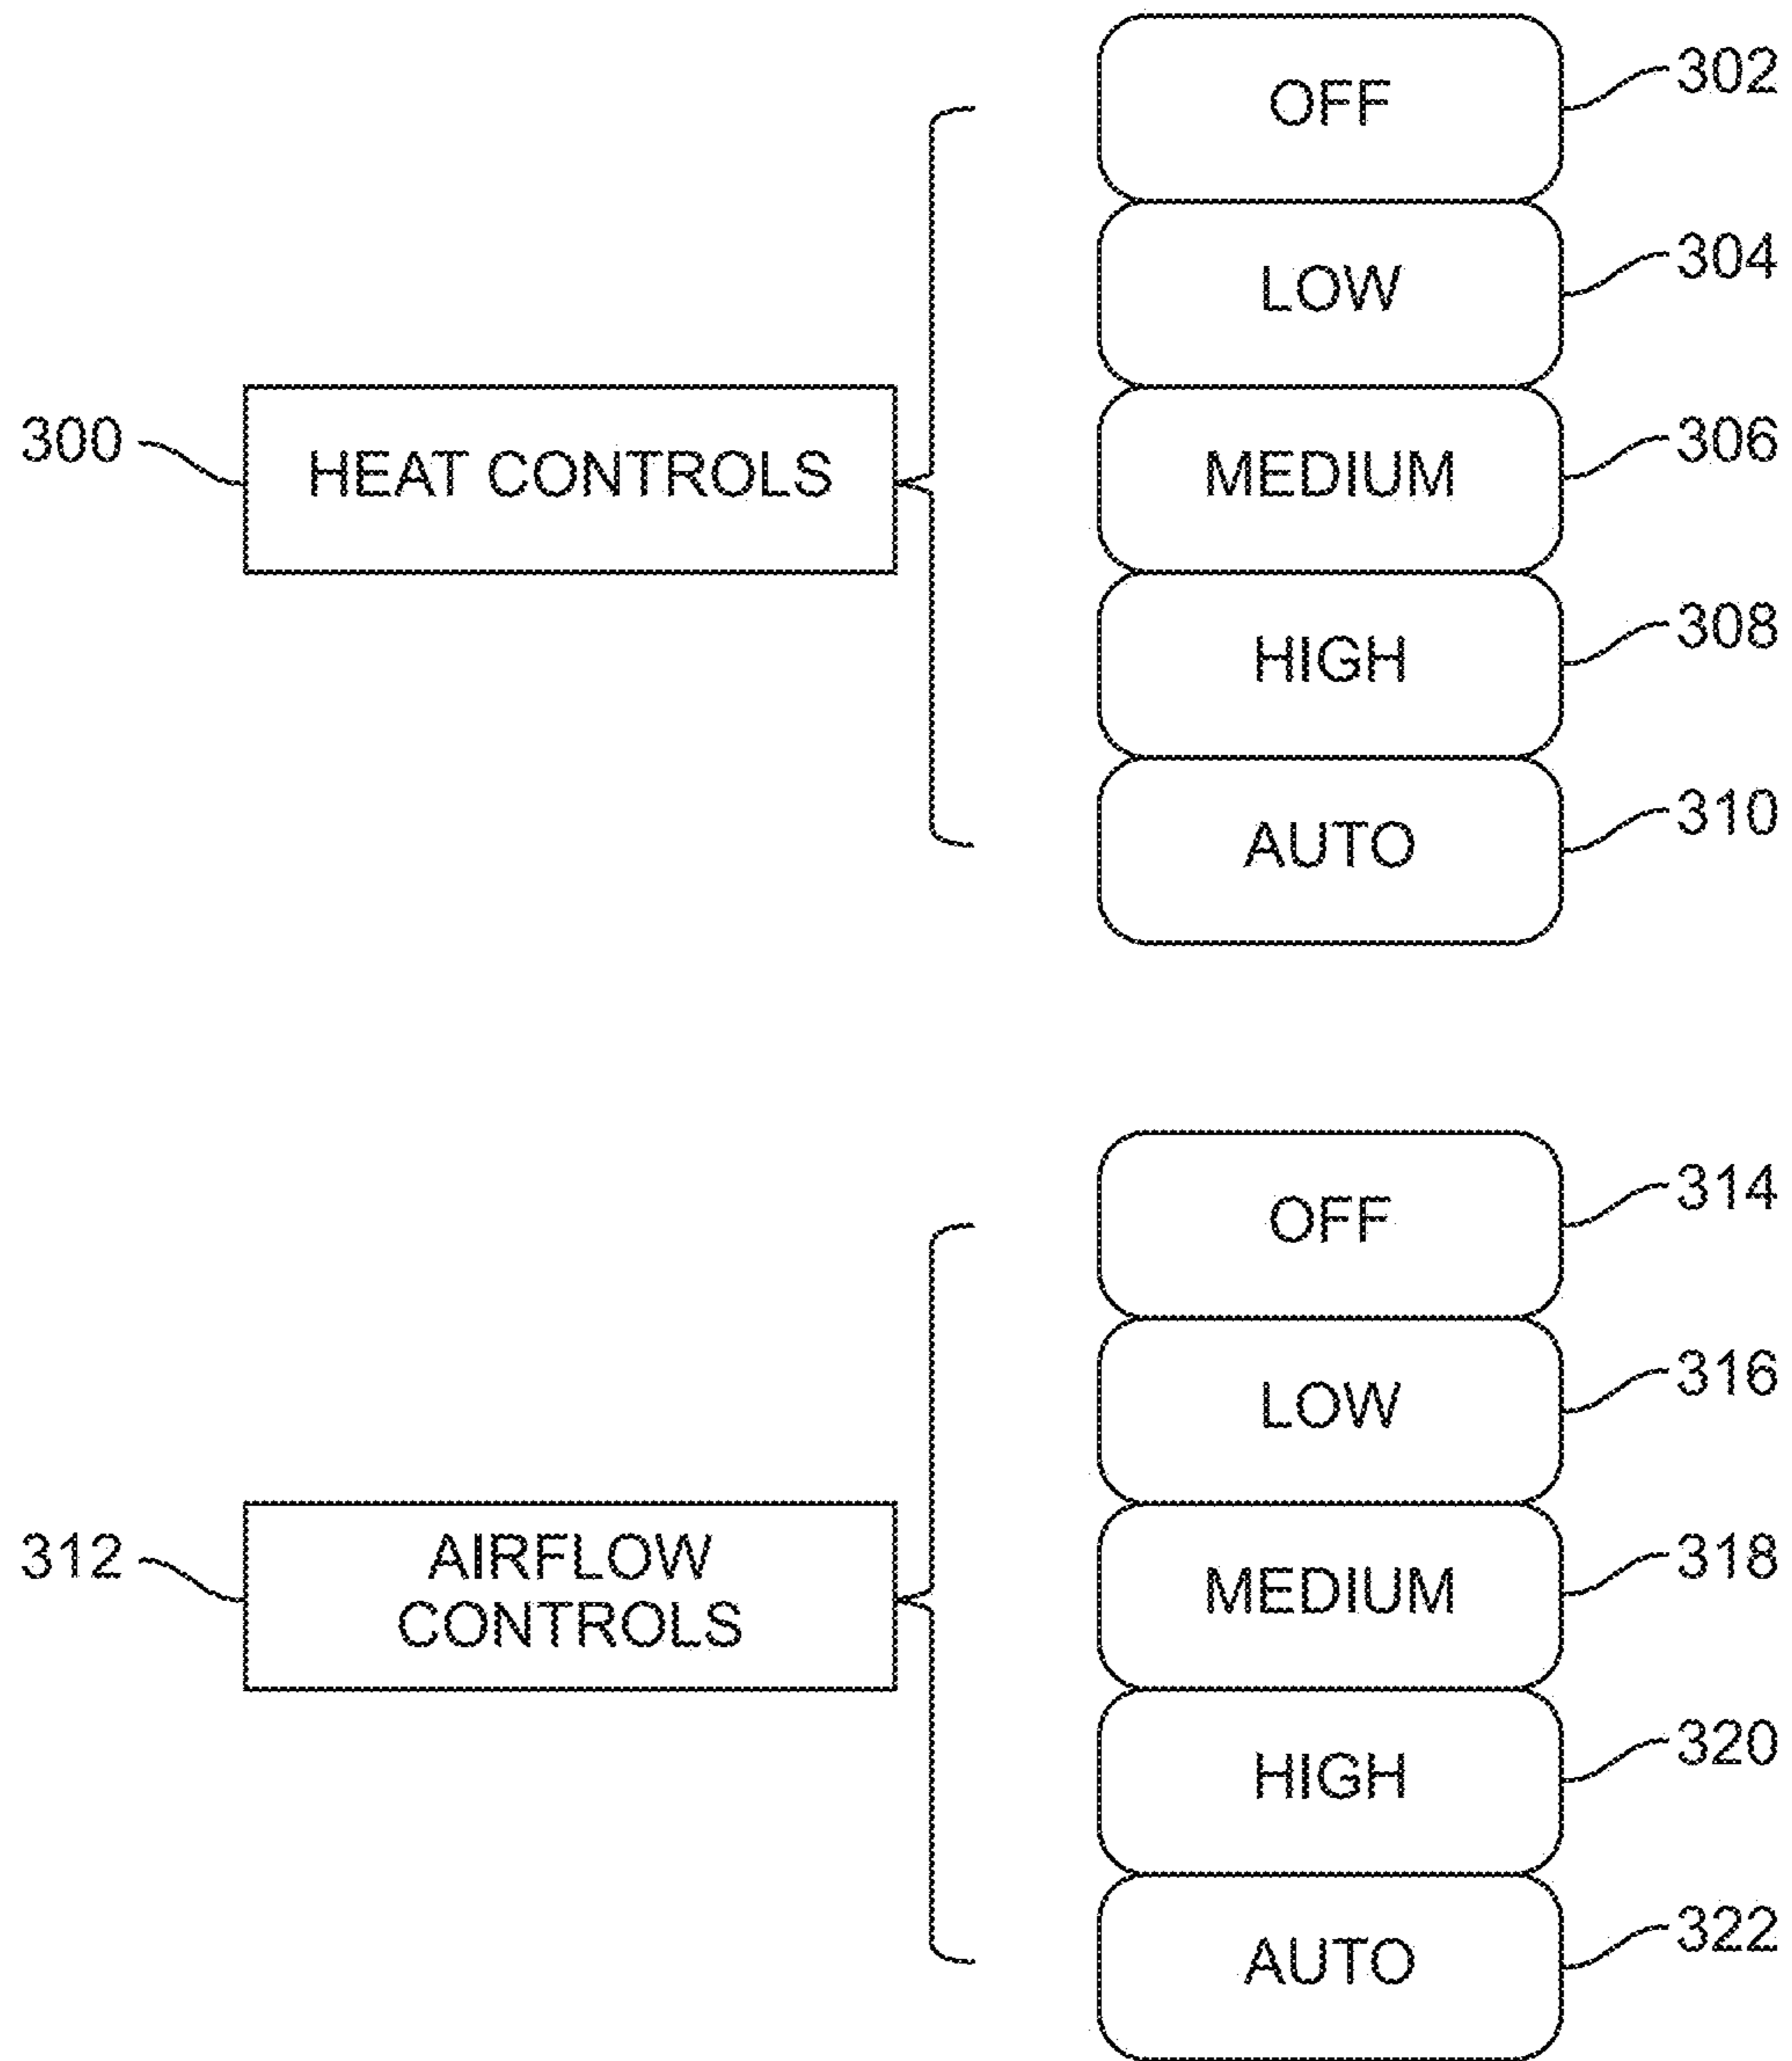 OFF 302
LOW 304
300 HEAT CONTROLS MEDIUM 306
HIGH 308
AUTO 310
OFF 314
LOW 316
312 AIRFLOW CONTROLS MEDIUM 318
HIGH 320
AUTO 322